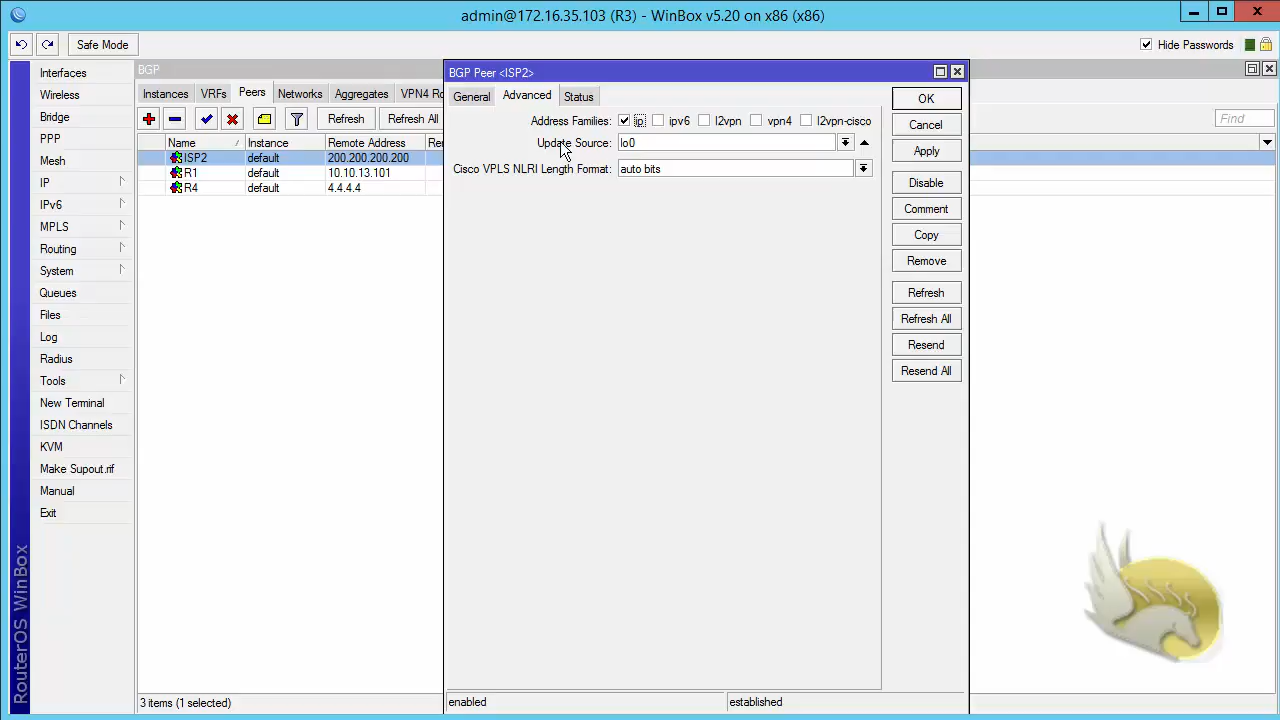 admin@172.16.35.103 (R3) - WinBox v5.20 on x86 (x86)
Safe Mode
Hide Passwords
Interfaces
Wireless
Bridge
PPP
Mesh
IP
IPv6
MPLS
Routing
System
Queues
Files
Log
Radius
Tools
New Terminal
ISDN Channels
KVM
Make Supout.rif
Manual
Exit
RouterOS WinBox
BGP
Instances VRFs Peers Networks Aggregates VPN4 Ro
Refresh Refresh All
Find
Name Instance Remote Address Rer
ISP2 default 200.200.200.200
R1 default 10.10.13.101
R4 default 4.4.4.4
3 items (1 selected)
BGP Peer <ISP2>
General Advanced Status
Address Families: ip ipv6 l2vpn vpn4 l2vpn-cisco
Update Source: lo0
Cisco VPLS NLRI Length Format: auto bits
OK
Cancel
Apply
Disable
Comment
Copy
Remove
Refresh
Refresh All
Resend
Resend All
enabled established